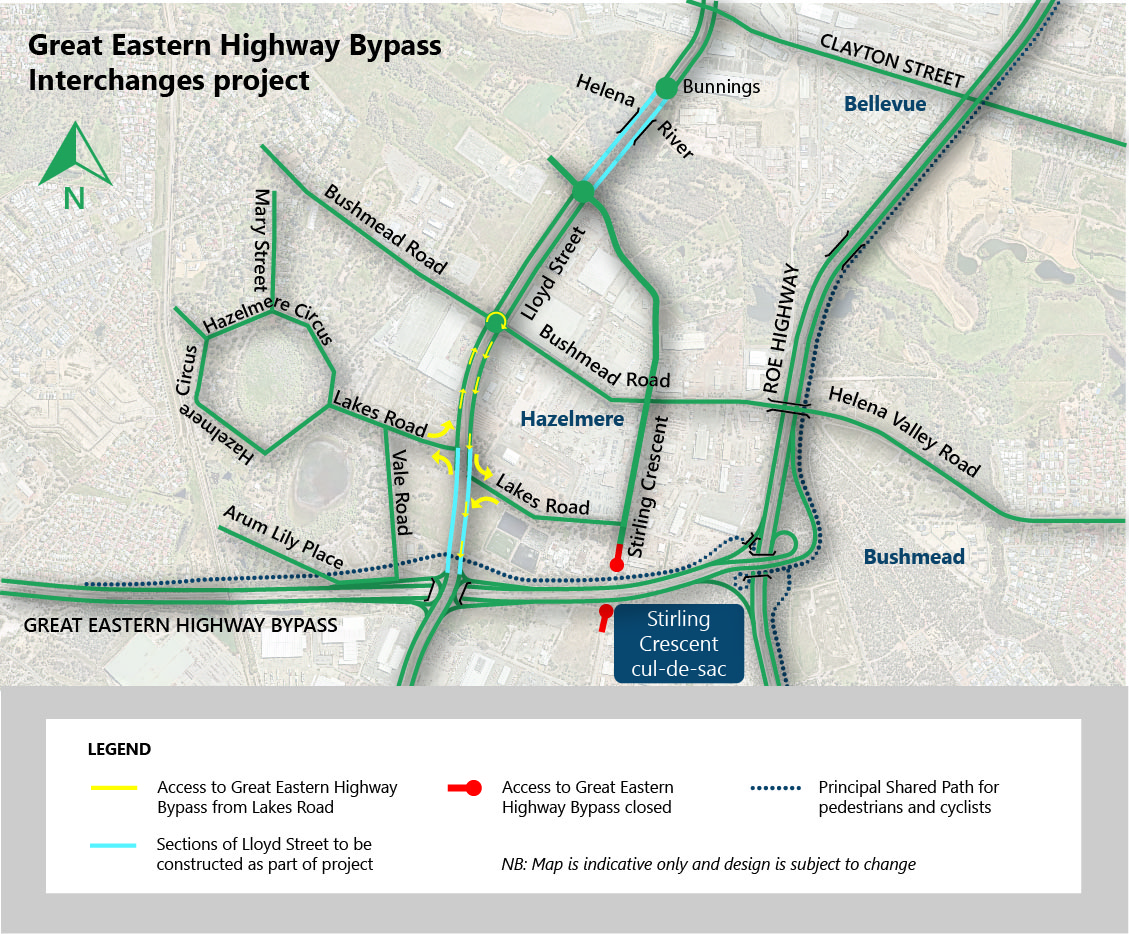 Great Eastern Highway Bypass
Interchanges project
N
CLAYTON STREET
Bellevue
Helena
River
Bunnings
Mary Street
Bushmead Road
Lloyd Street
Hazelmere Circus
Circus
Hazelmere
Lakes Road
Bushmead Road
Hazelmere
ROE HIGHWAY
Helena Valley Road
Vale Road
Lakes Road
Stirling Crescent
Arum Lily Place
Bushmead
GREAT EASTERN HIGHWAY BYPASS
Stirling
Crescent
cul-de-sac
LEGEND
Access to Great Eastern Highway
Bypass from Lakes Road
Sections of Lloyd Street to be
constructed as part of project
Access to Great Eastern
Highway Bypass closed
Principal Shared Path for
pedestrians and cyclists
NB: Map is indicative only and design is subject to change